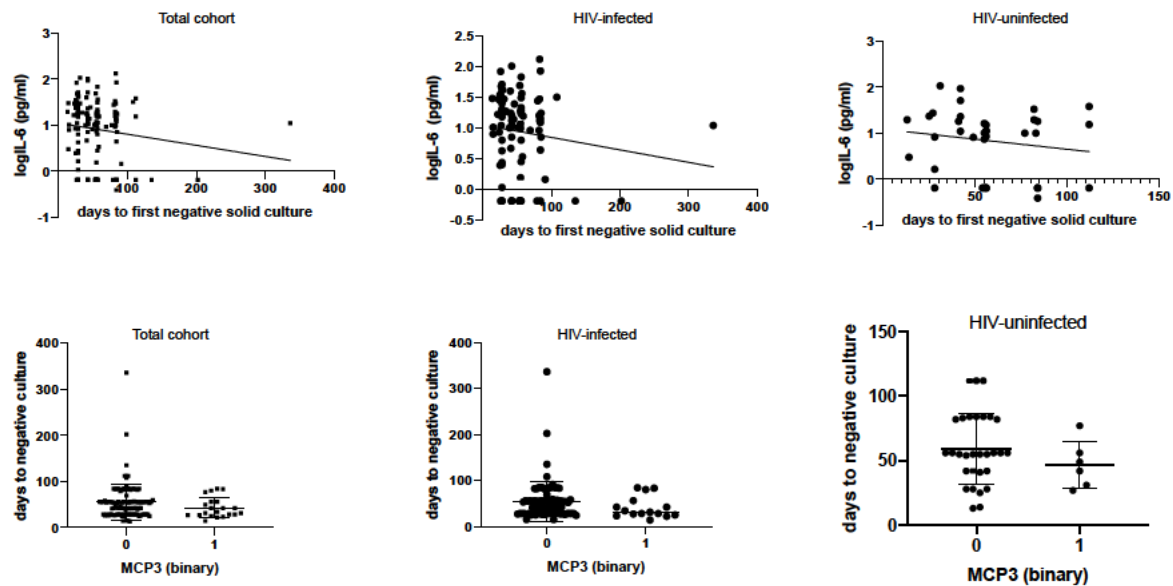 Total cohort
3
2
1
0
-1
100
200
300
400
logIL-6 (pg/ml)
days to first negative solid culture
HIV-infected
2.5
2.0
1.5
1.0
0.5
0.0
-0.5
100
200
300
400
logIL-6 (pg/ml)
days to first negative solid culture
HIV-uninfected
3
2
1
0
-1
50
100
150
logIL-6 (pg/ml)
days to first negative solid culture
Total cohort
400
300
200
100
0
0
1
days to negative culture
MCP3 (binary)
HIV-infected
400
300
200
100
0
0
1
days to negative culture
MCP3 (binary)
HIV-uninfected
150
100
50
0
0
1
days to negative culture
MCP3 (binary)